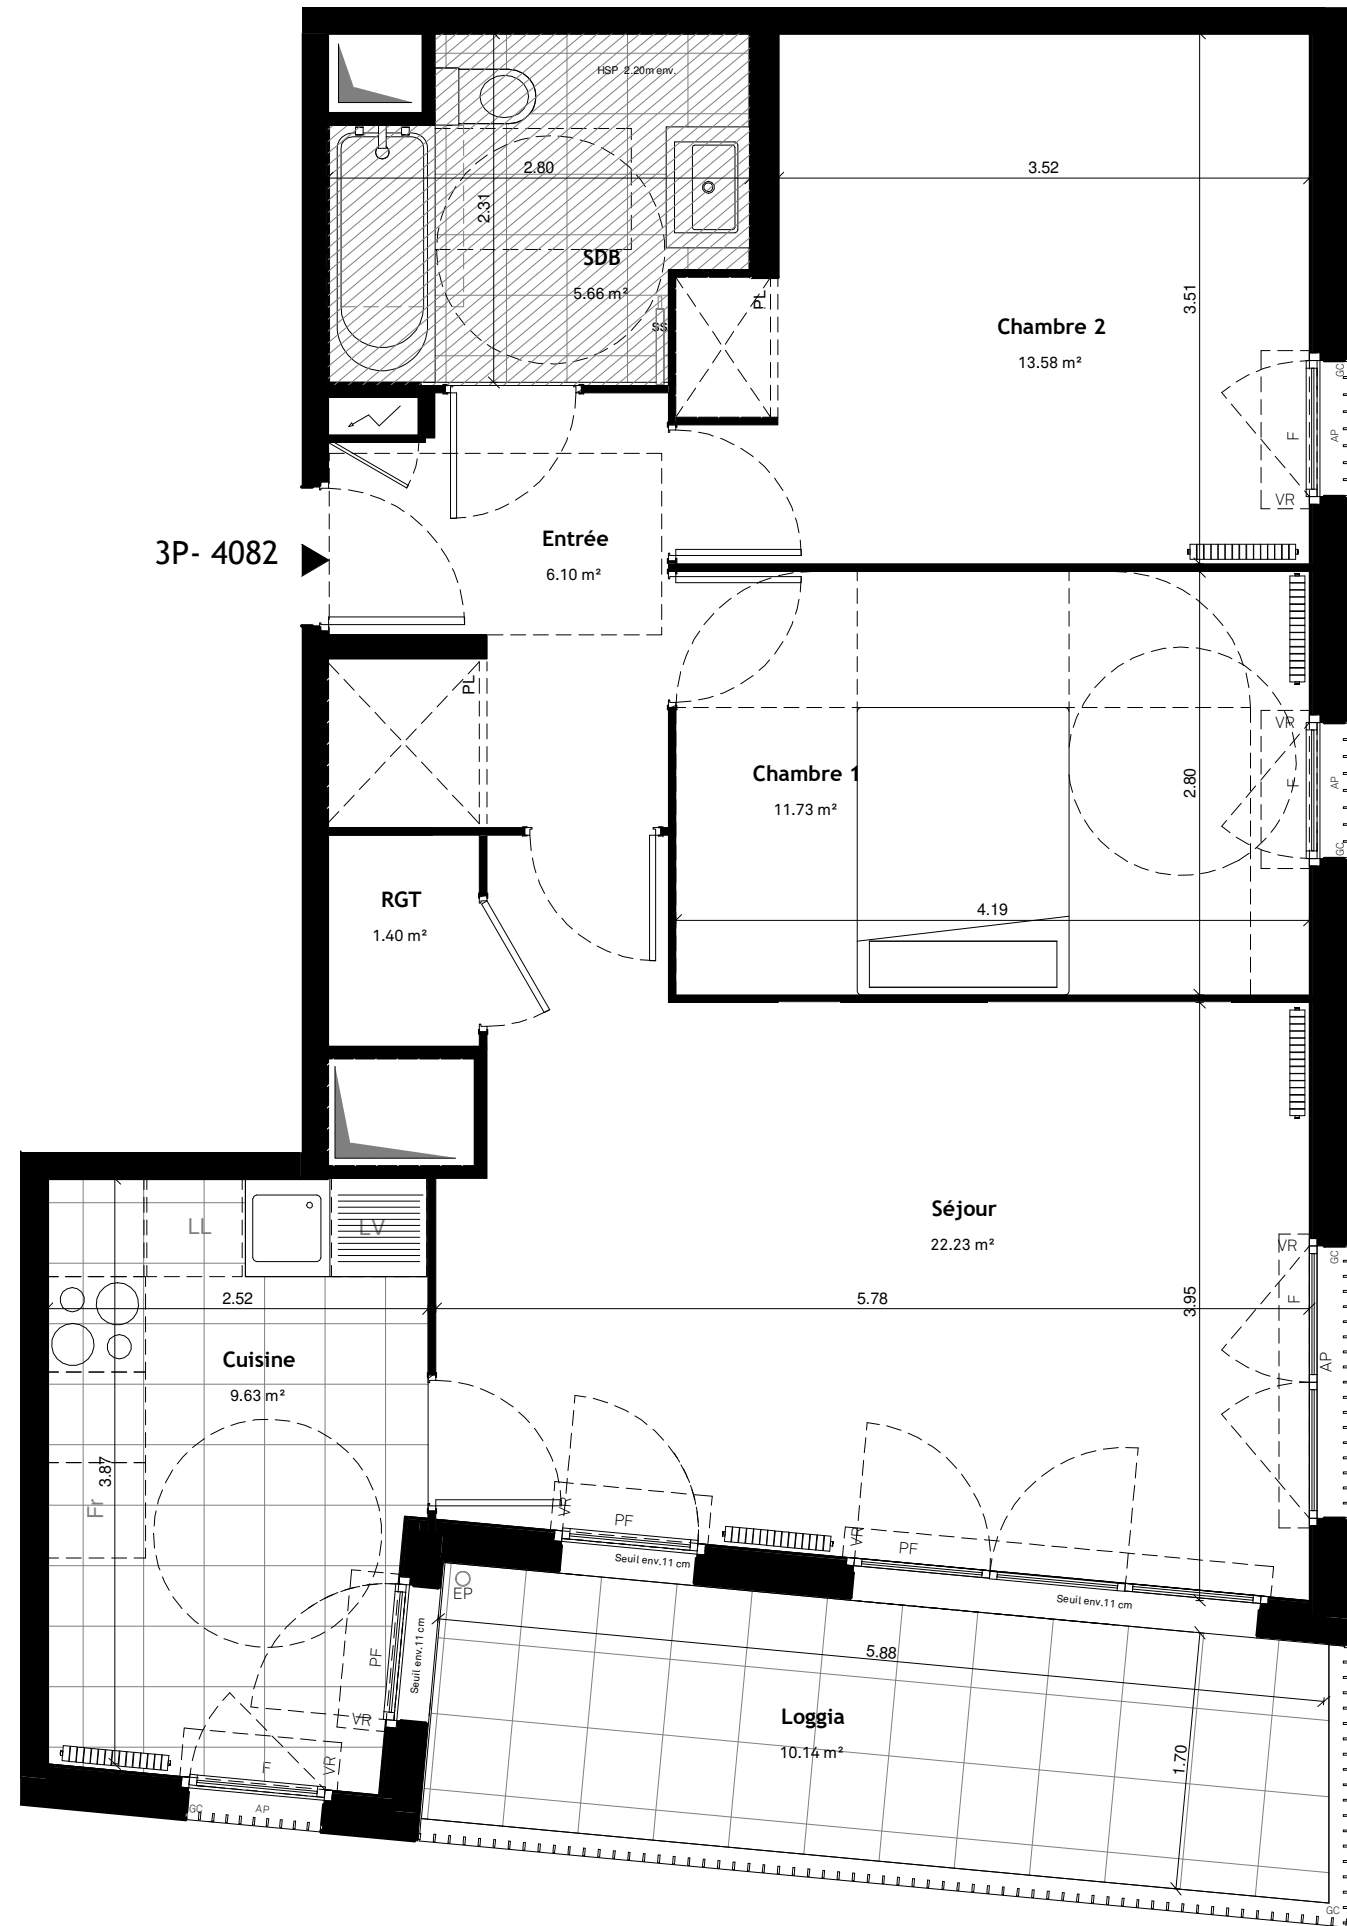 HSP 2.20m env.
2.80
2.31
SDB
5.66 m²
SS
PL
3.52
3.51
Chambre 2
13.58 m²
GC
AP
F
VR
3P- 4082
Entrée
6.10 m²
PL
Chambre 1
11.73 m²
2.80
VR
F
AP
GC
4.19
RGT
1.40 m²
Séjour
22.23 m²
VR
GC
F
AP
5.78
3.95
LL
LV
2.52
Cuisine
9.63 m²
3.87
Fr
VR
PF
Seuil env.11 cm
VR
PF
Seuil env.11 cm
EP
PF
VR
Seuil env.11 cm
5.88
Loggia
10.14 m²
1.70
F
VR
GC
AP
GC